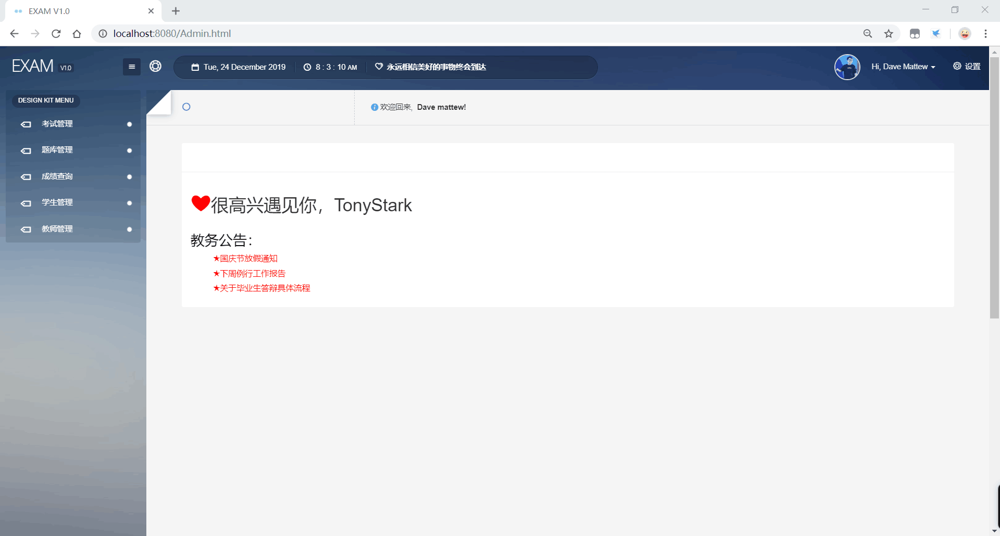 EXAM V1.0
localhost:8080/Admin.html
EXAM V1.0
Tue, 24 December 2019
8 : 3 : 10 AM
永远相信美好的事物终会到达
Hi, Dave Mattew
设置
DESIGN KIT MENU
考试管理
题库管理
成绩查询
学生管理
教师管理
欢迎回来, Dave mattew!
很高兴遇见你，TonyStark
教务公告：
★国庆节放假通知
★下周例行工作报告
★关于毕业生答辩具体流程